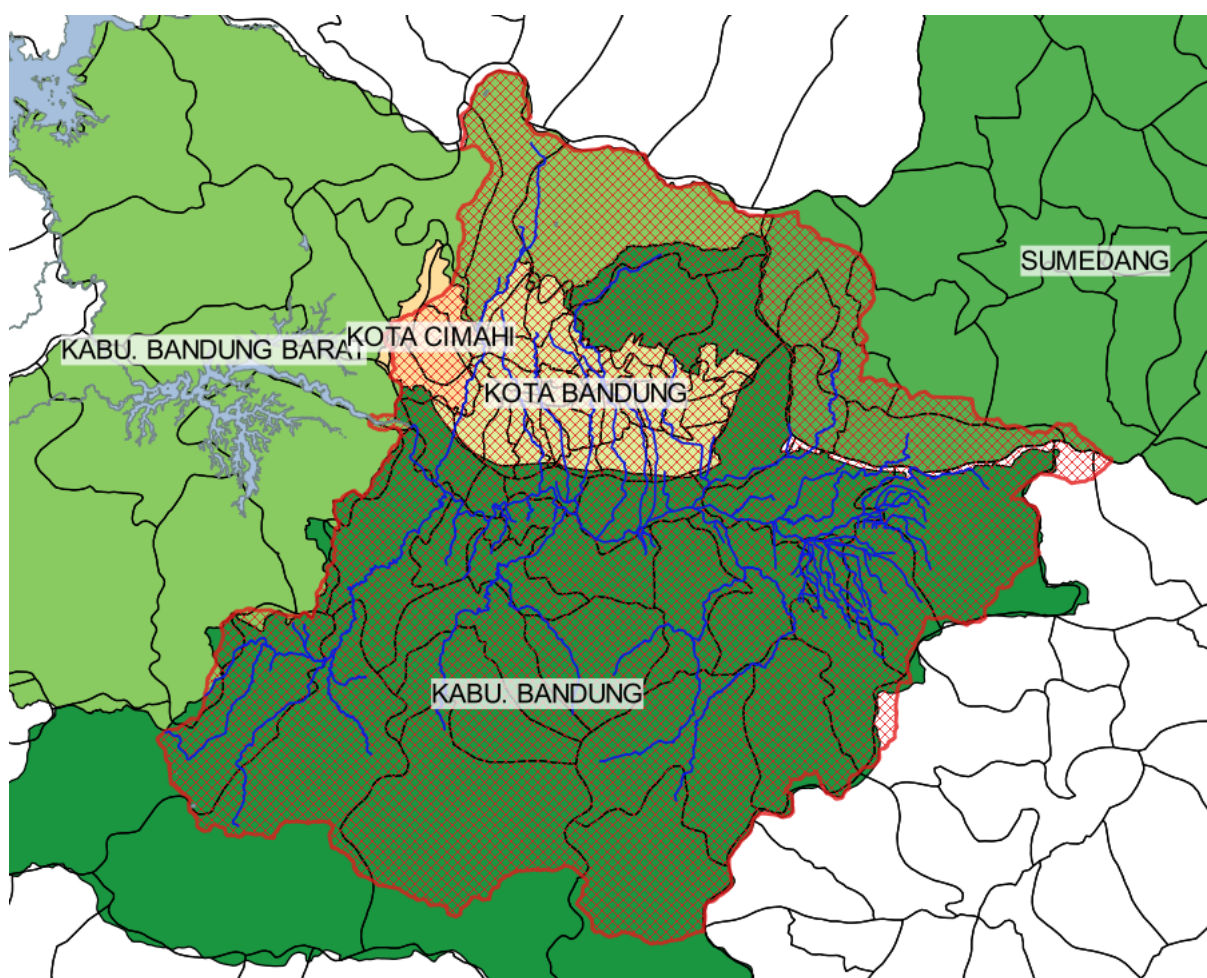 SUMEDANG
KOTA CIMAHI
KABU. BANDUNG BARAT
KOTA BANDUNG
KABU. BANDUNG